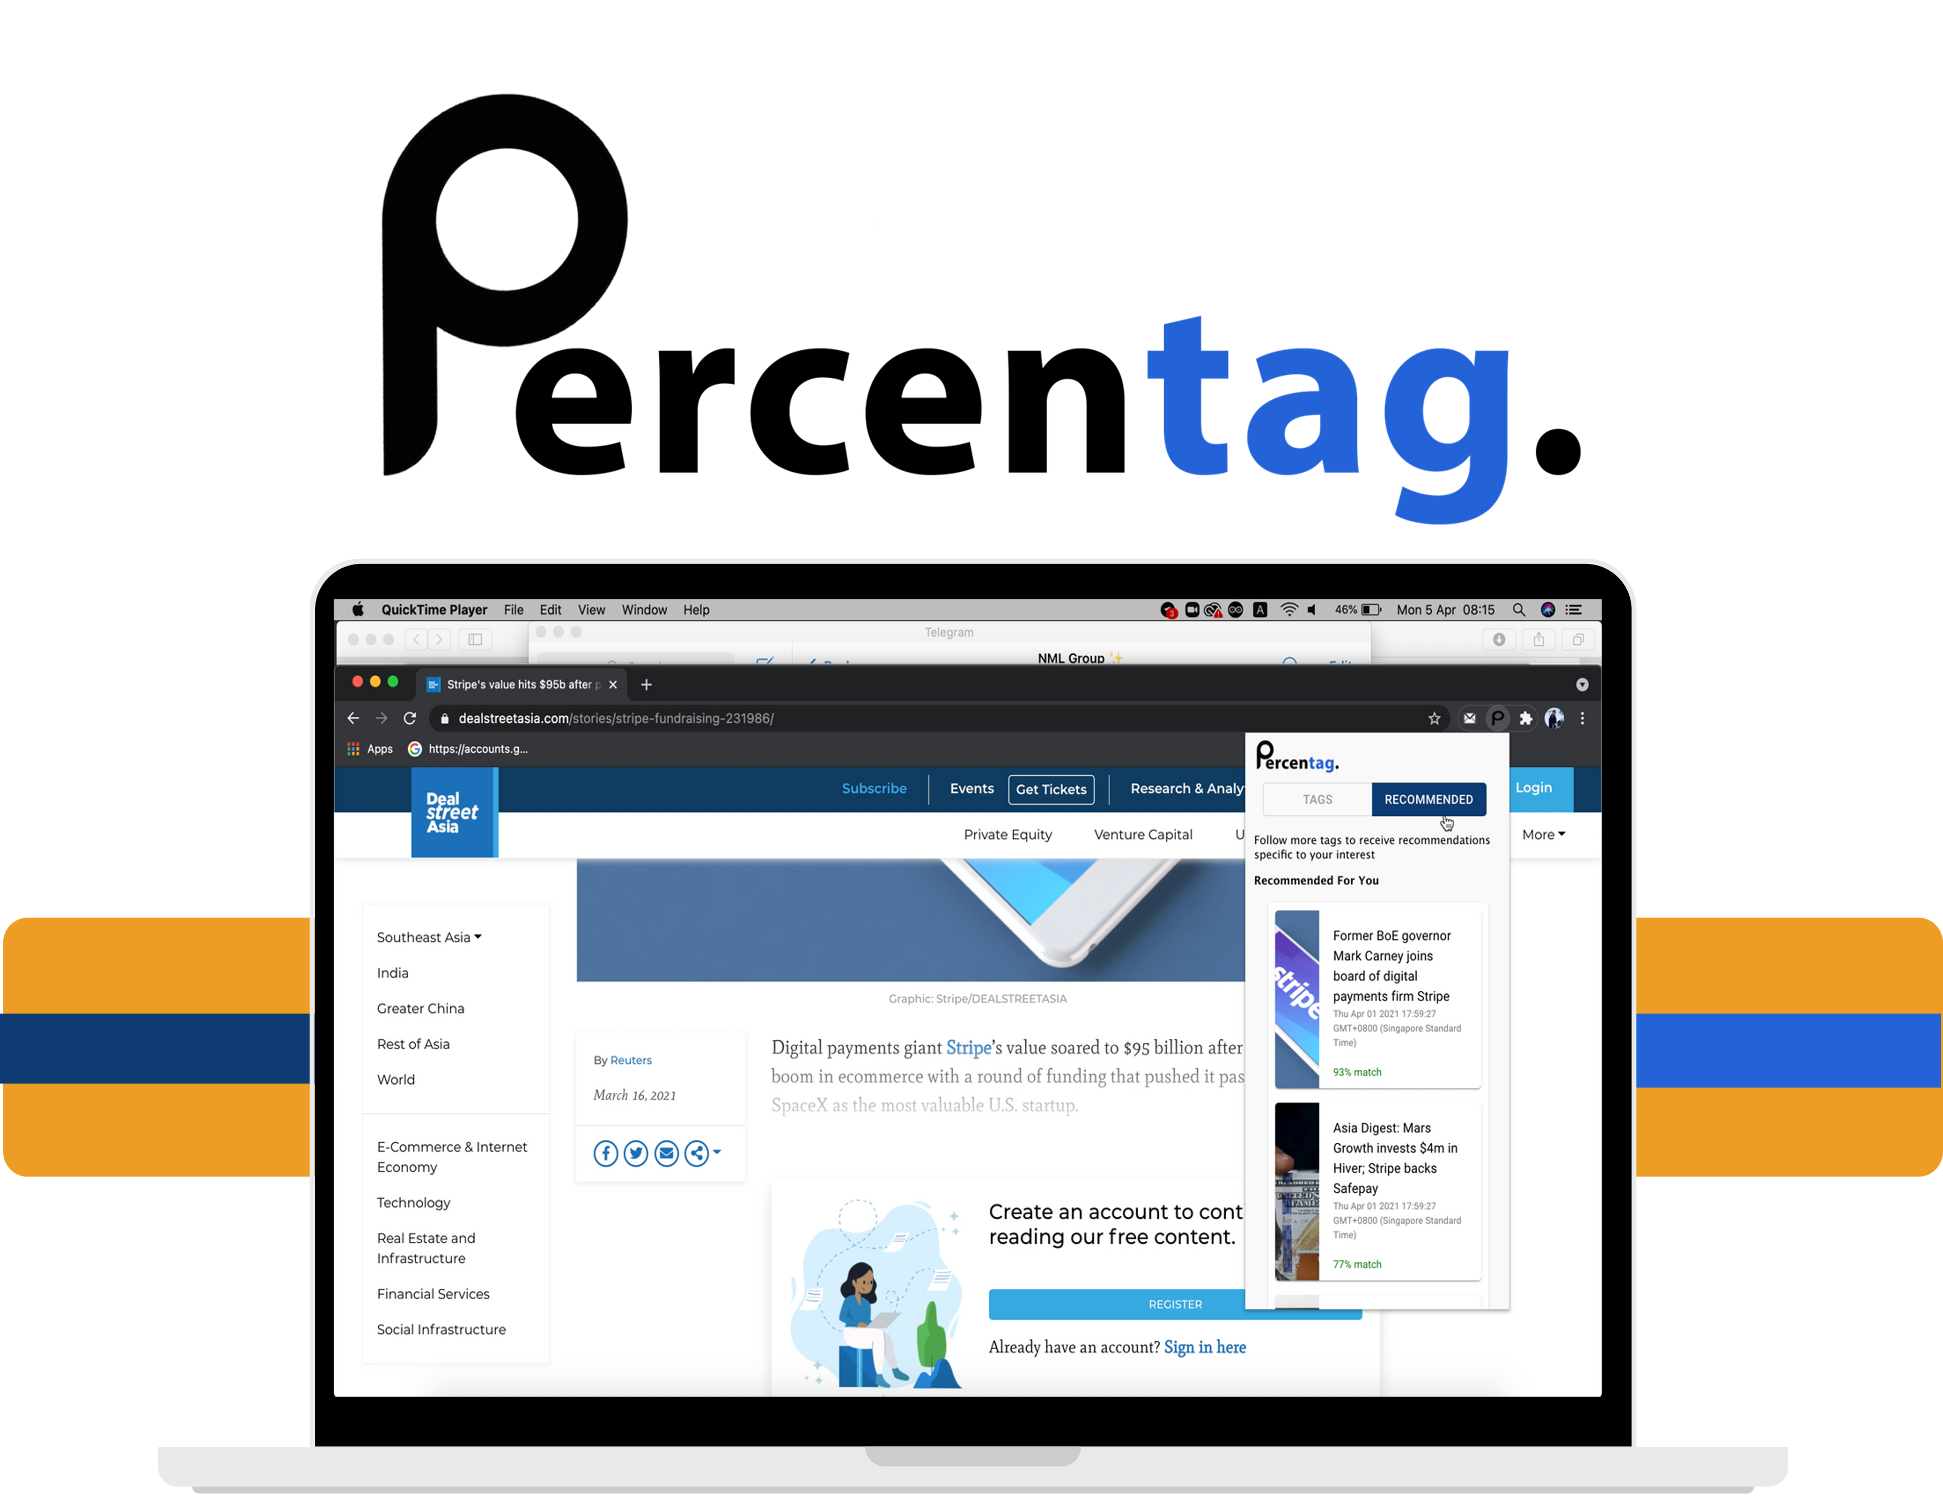 Percentag.
QuickTime Player File Edit View Window Help
A 46% Mon 5 Apr 08:15
Telegram
NML Group ✨
Stripe's value hits $95b after p
dealstreetasia.com/stories/stripe-fundraising-231986/
Apps https://accounts.g...
Percentag.
TAGS RECOMMENDED
Follow more tags to receive recommendations
specific to your interest
Recommended For You
stripe
Former BoE governor
Mark Carney joins
board of digital
payments firm Stripe
Thu Apr 01 2021 17:59:27
GMT+0800 (Singapore Standard
Time)
93% match
Asia Digest: Mars
Growth invests $4m in
Hiver; Stripe backs
Safepay
Thu Apr 01 2021 17:59:27
GMT+0800 (Singapore Standard
Time)
77% match
Deal
street
Asia
Subscribe Events Get Tickets Research & Analy Login
Private Equity Venture Capital U More
Southeast Asia
India
Greater China
Rest of Asia
World
E-Commerce & Internet
Economy
Technology
Real Estate and
Infrastructure
Financial Services
Social Infrastructure
Graphic: Stripe/DEALSTREETASIA
By Reuters
March 16, 2021
Digital payments giant Stripe's value soared to $95 billion after
boom in ecommerce with a round of funding that pushed it pas
SpaceX as the most valuable U.S. startup.
Create an account to cont
reading our free content.
REGISTER
Already have an account? Sign in here